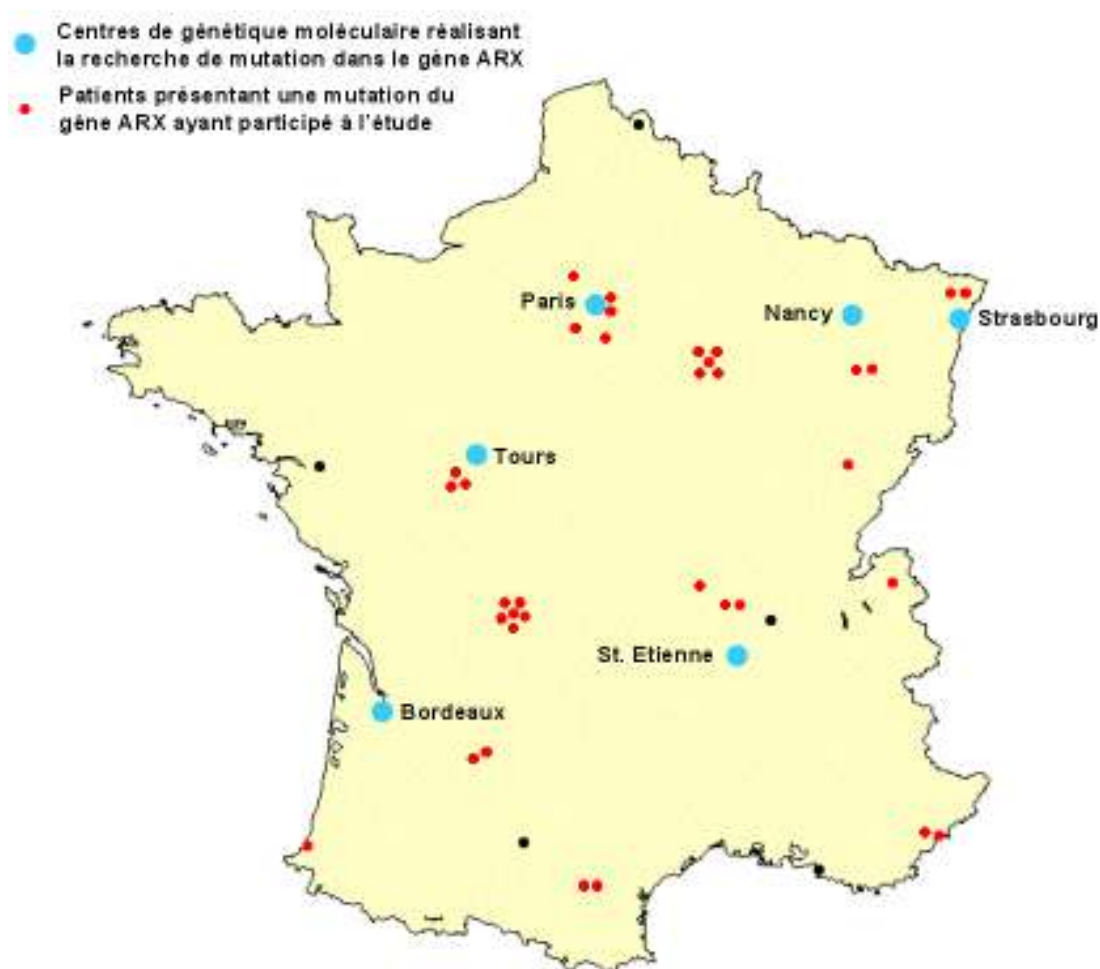 Centres de génétique moléculaire réalisant
la recherche de mutation dans le gène ARX
Patients présentant une mutation du
gène ARX ayant participé à l'étude
Paris
Nancy
Strasbourg
Tours
St. Etienne
Bordeaux